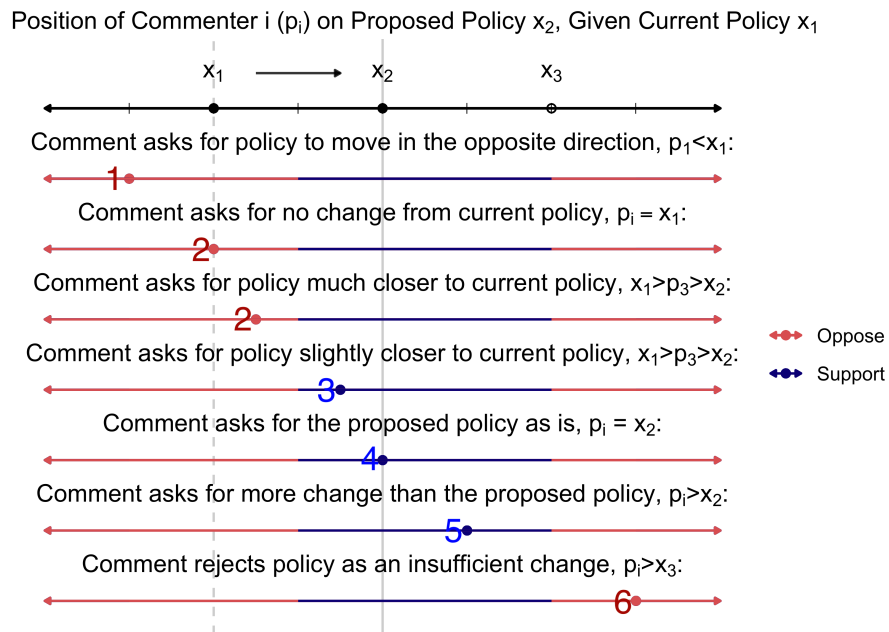 Position of Commenter i (pᵢ) on Proposed Policy x₂, Given Current Policy x₁
x₁ x₂ x₃
Comment asks for policy to move in the opposite direction, p₁<x₁:
1
Comment asks for no change from current policy, pᵢ = x₁:
2
Comment asks for policy much closer to current policy, x₁>p₃>x₂:
2
Oppose
Comment asks for policy slightly closer to current policy, x₁>p₃>x₂:
Support
3
Comment asks for the proposed policy as is, pᵢ = x₂:
4
Comment asks for more change than the proposed policy, pᵢ>x₂:
5
Comment rejects policy as an insufficient change, pᵢ>x₃:
6